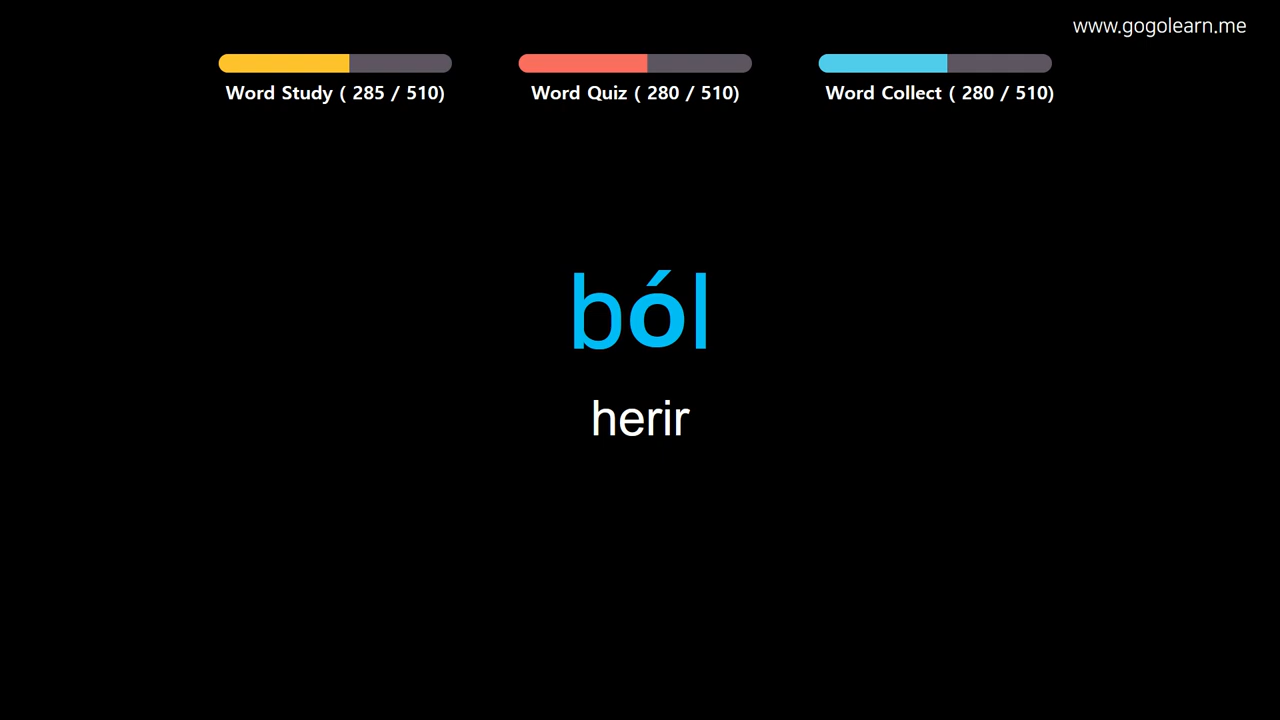 www.gogolearn.me
Word Study ( 285 / 510)
Word Quiz ( 280 / 510)
Word Collect ( 280 / 510)
ból
herir